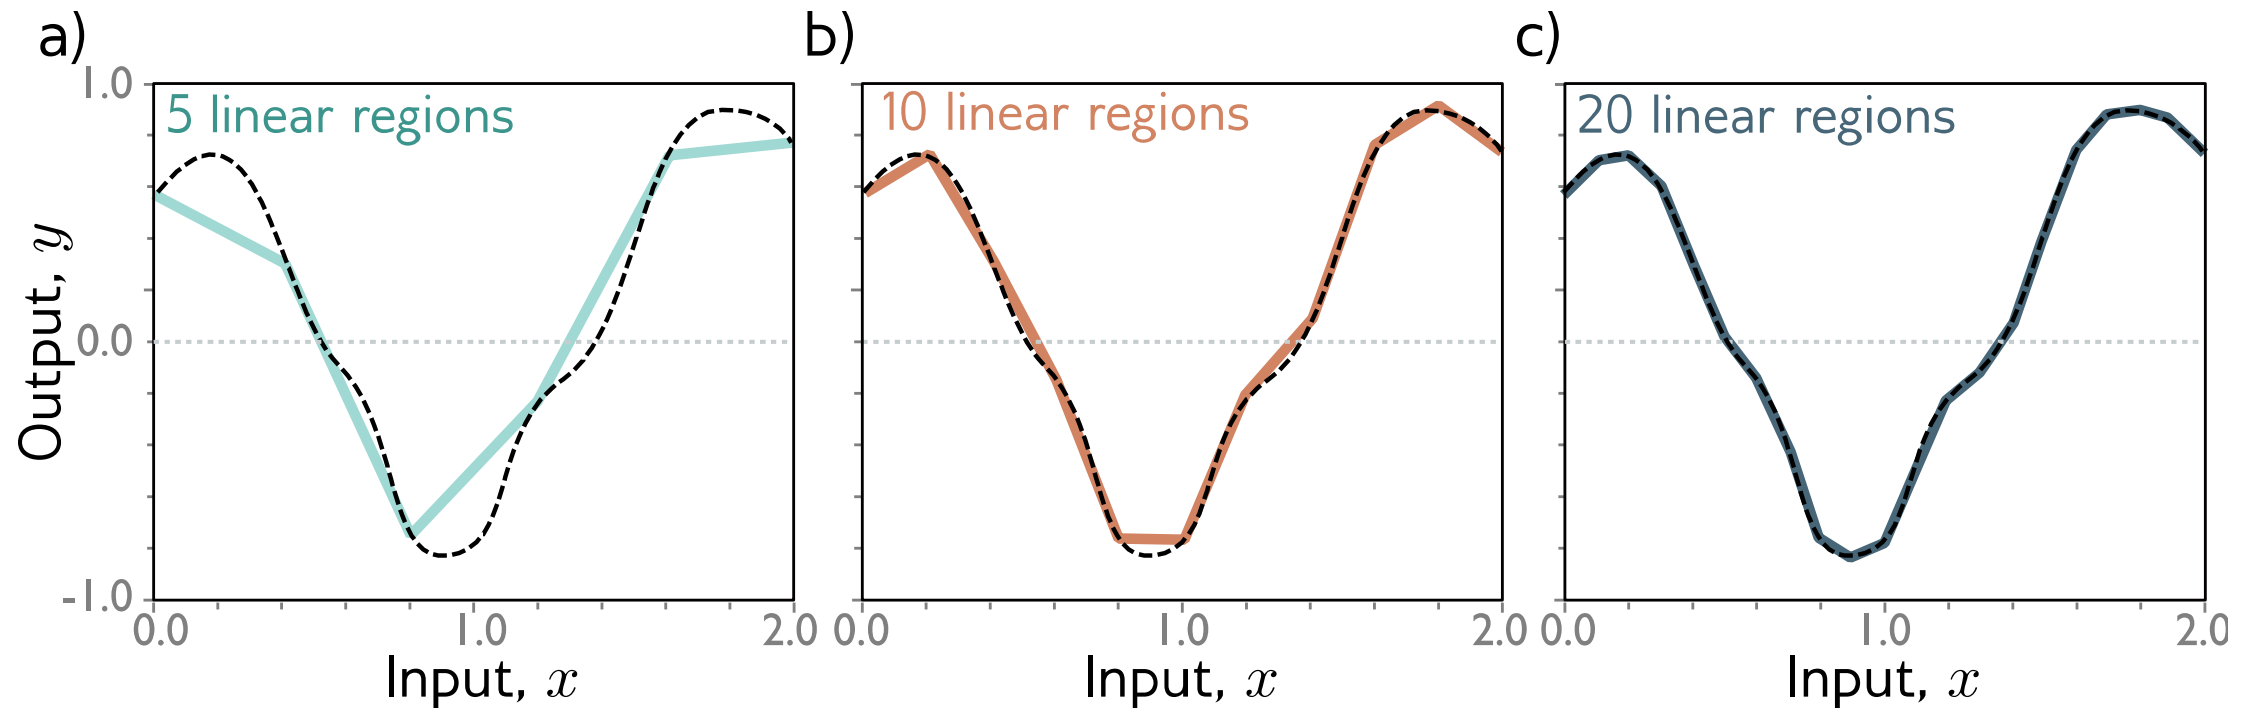 a)
5 linear regions
1.0
0.0
-1.0
Output, y
0.0 1.0 2.0
Input, x
b)
10 linear regions
0.0 1.0 2.0
Input, x
c)
20 linear regions
0.0 1.0 2.0
Input, x